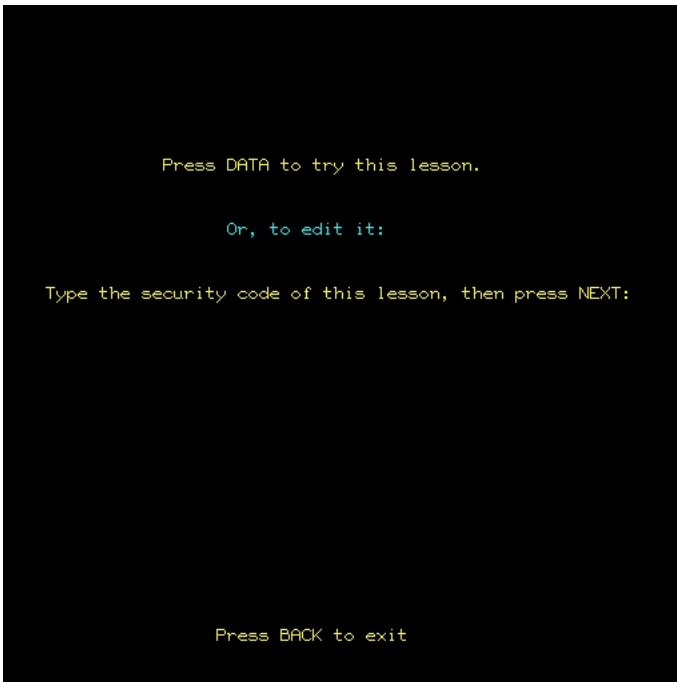 Press DATA to try this lesson.
Or, to edit it:
Type the security code of this lesson, then press NEXT:
Press BACK to exit